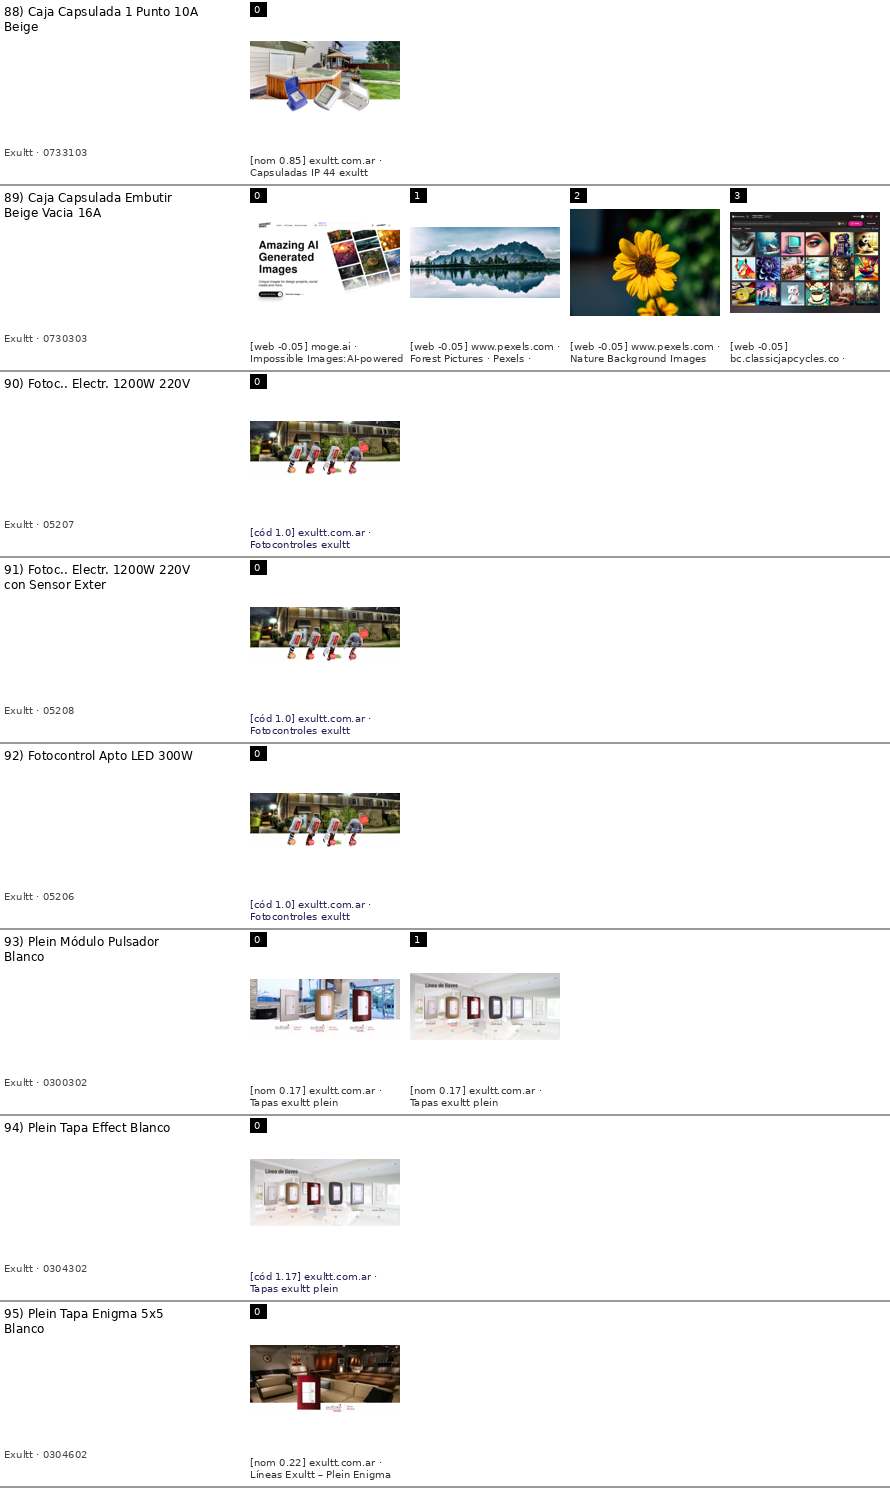 88) Caja Capsulada 1 Punto 10A
Beige
Exultt · 0733103
0
[nom 0.85] exultt.com.ar ·
Capsuladas IP 44 exultt
89) Caja Capsulada Embutir
Beige Vacia 16A
Exultt · 0730303
0
Amazing AI
Generated
Images
[web -0.05] moge.ai ·
Impossible Images:AI-powered
1
[web -0.05] www.pexels.com ·
Forest Pictures · Pexels ·
2
[web -0.05] www.pexels.com ·
Nature Background Images
3
[web -0.05]
bc.classicjapcycles.co ·
90) Fotoc.. Electr. 1200W 220V
Exultt · 05207
0
[cód 1.0] exultt.com.ar ·
Fotocontroles exultt
91) Fotoc.. Electr. 1200W 220V
con Sensor Exter
Exultt · 05208
0
[cód 1.0] exultt.com.ar ·
Fotocontroles exultt
92) Fotocontrol Apto LED 300W
Exultt · 05206
0
[cód 1.0] exultt.com.ar ·
Fotocontroles exultt
93) Plein Módulo Pulsador
Blanco
Exultt · 0300302
0
[nom 0.17] exultt.com.ar ·
Tapas exultt plein
1
Línea de llaves
[nom 0.17] exultt.com.ar ·
Tapas exultt plein
94) Plein Tapa Effect Blanco
Exultt · 0304302
0
Línea de llaves
[cód 1.17] exultt.com.ar ·
Tapas exultt plein
95) Plein Tapa Enigma 5x5
Blanco
Exultt · 0304602
0
[nom 0.22] exultt.com.ar ·
Líneas Exultt – Plein Enigma